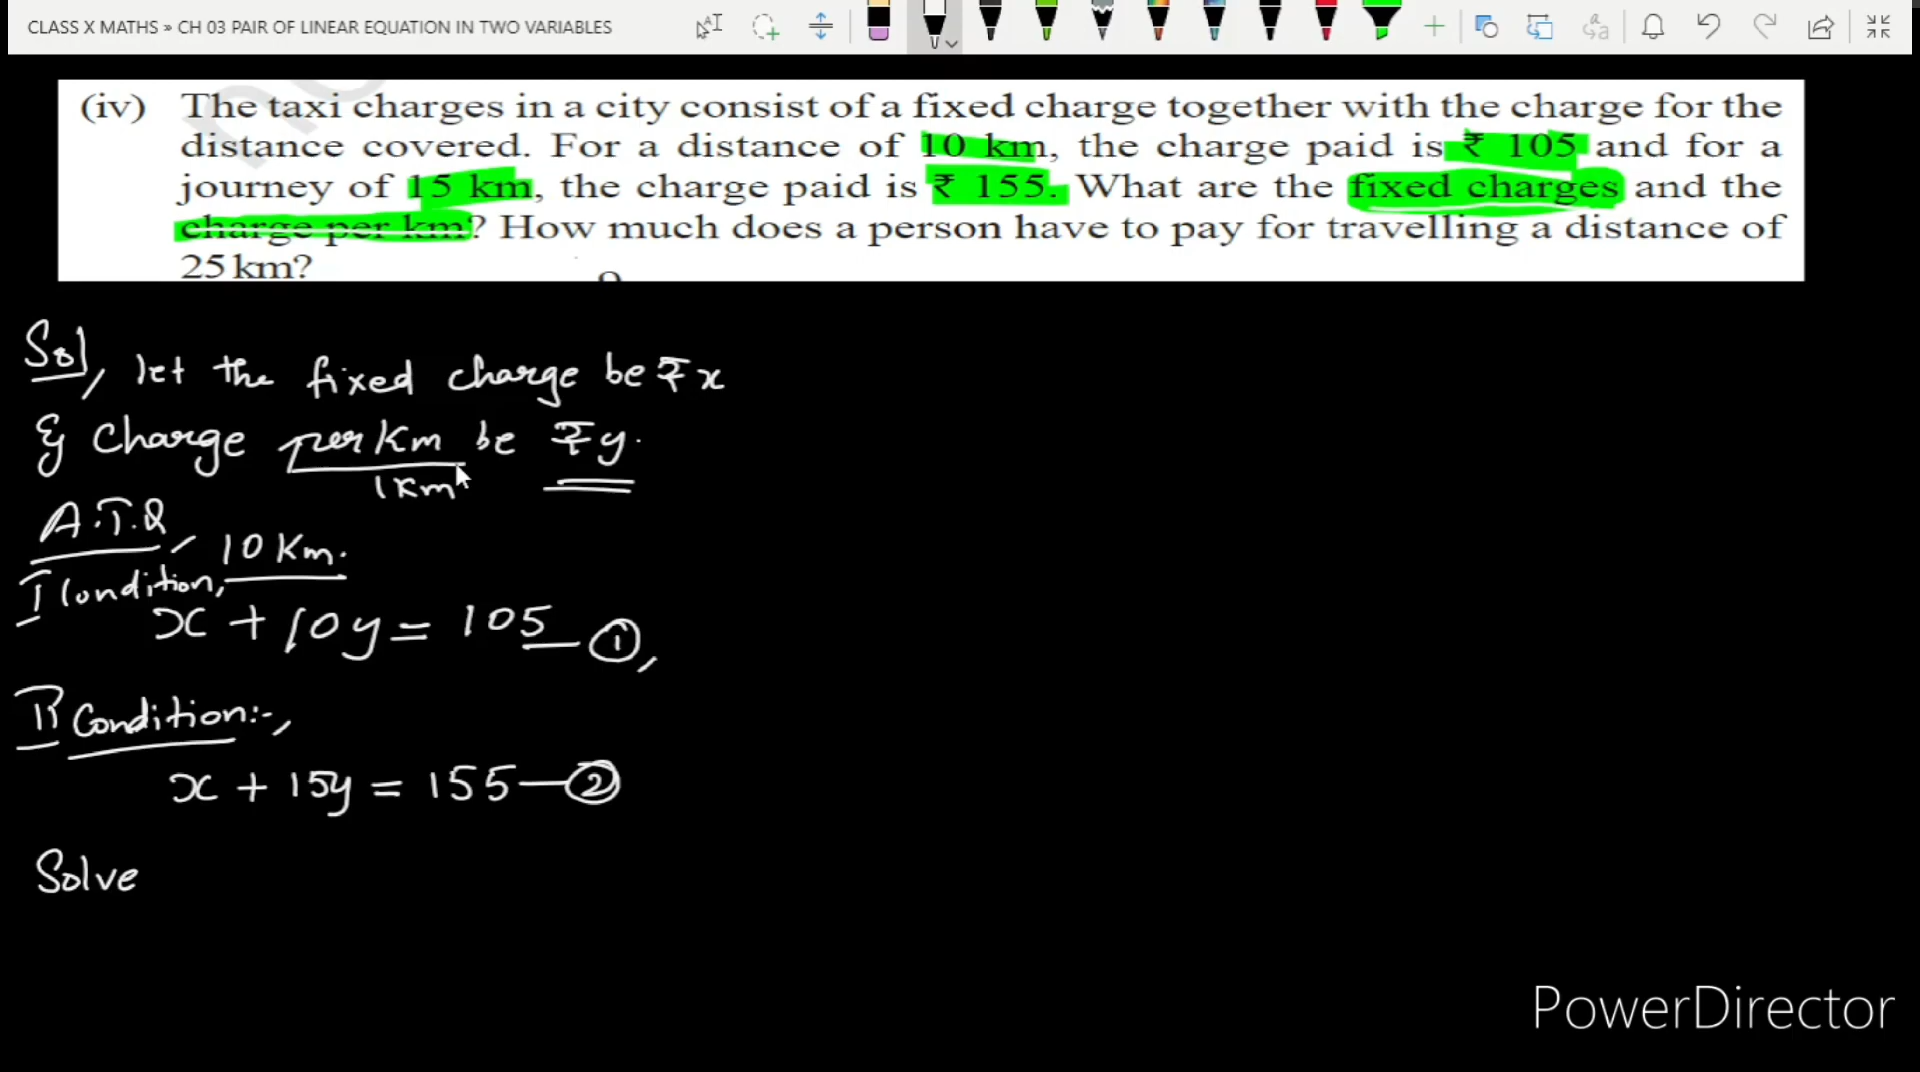 CLASS X MATHS » CH 03 PAIR OF LINEAR EQUATION IN TWO VARIABLES
(iv) The taxi charges in a city consist of a fixed charge together with the charge for the
distance covered. For a distance of 10 km, the charge paid is ₹ 105 and for a
journey of 15 km, the charge paid is ₹ 155. What are the fixed charges and the
charge per km? How much does a person have to pay for travelling a distance of
25 km?
Sol, let the fixed charge be ₹ x
& Charge per Km be ₹ y.
1 Km
A.T.Q, 10 Km.
I Condition,
x + 10y = 105 — ①,
II Condition:-,
x + 15y = 155 — ②
Solve
PowerDirector